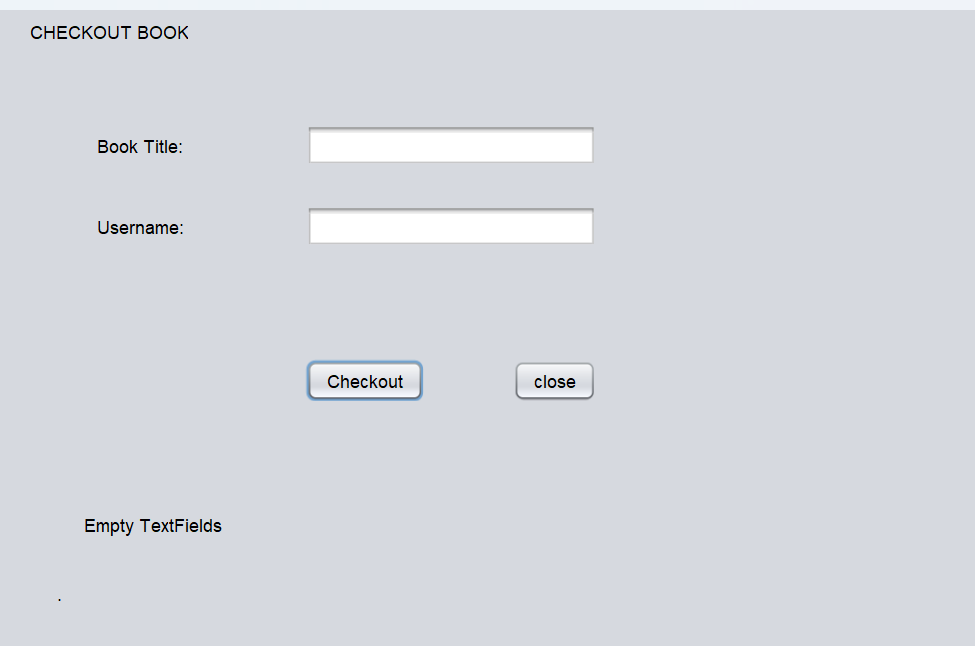 CHECKOUT BOOK
Book Title:
Username:
Checkout close
Empty TextFields
.